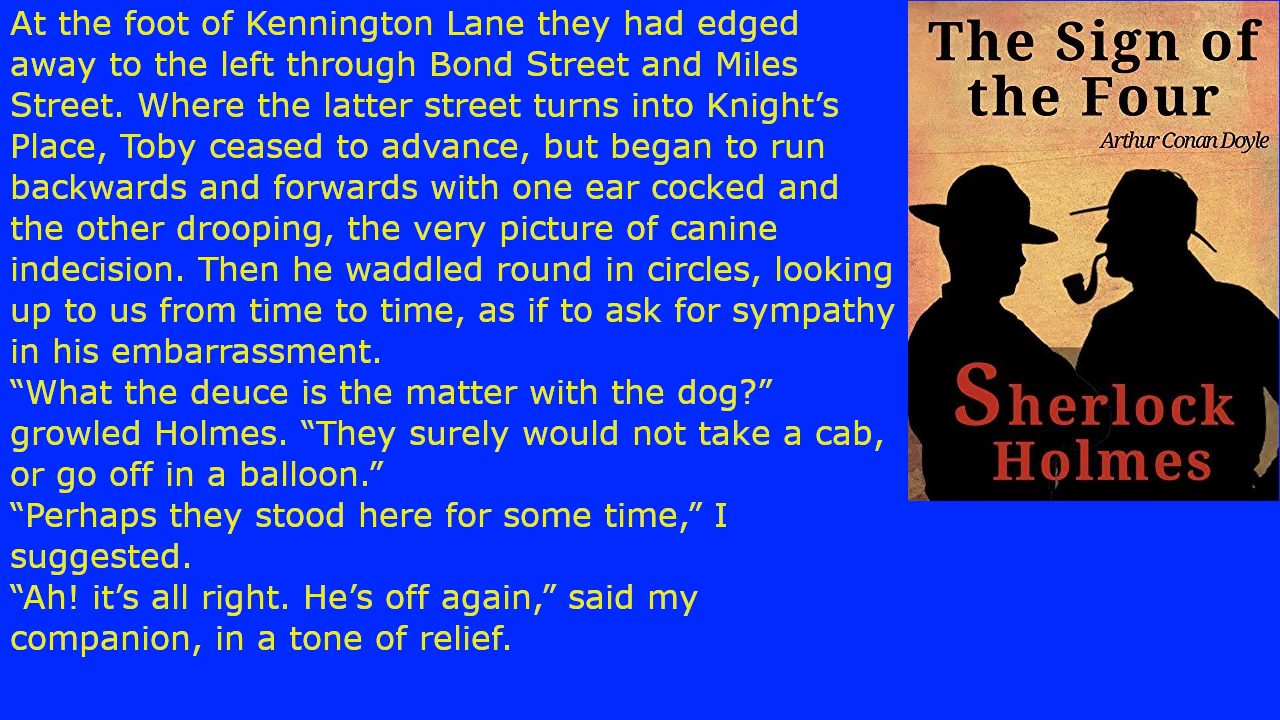 At the foot of Kennington Lane they had edged
away to the left through Bond Street and Miles
Street. Where the latter street turns into Knight’s
Place, Toby ceased to advance, but began to run
backwards and forwards with one ear cocked and
the other drooping, the very picture of canine
indecision. Then he waddled round in circles, looking
up to us from time to time, as if to ask for sympathy
in his embarrassment.
“What the deuce is the matter with the dog?”
growled Holmes. “They surely would not take a cab,
or go off in a balloon.”
“Perhaps they stood here for some time,” I
suggested.
“Ah! it’s all right. He’s off again,” said my
companion, in a tone of relief.
The Sign of
the Four
Arthur Conan Doyle
Sherlock
Holmes